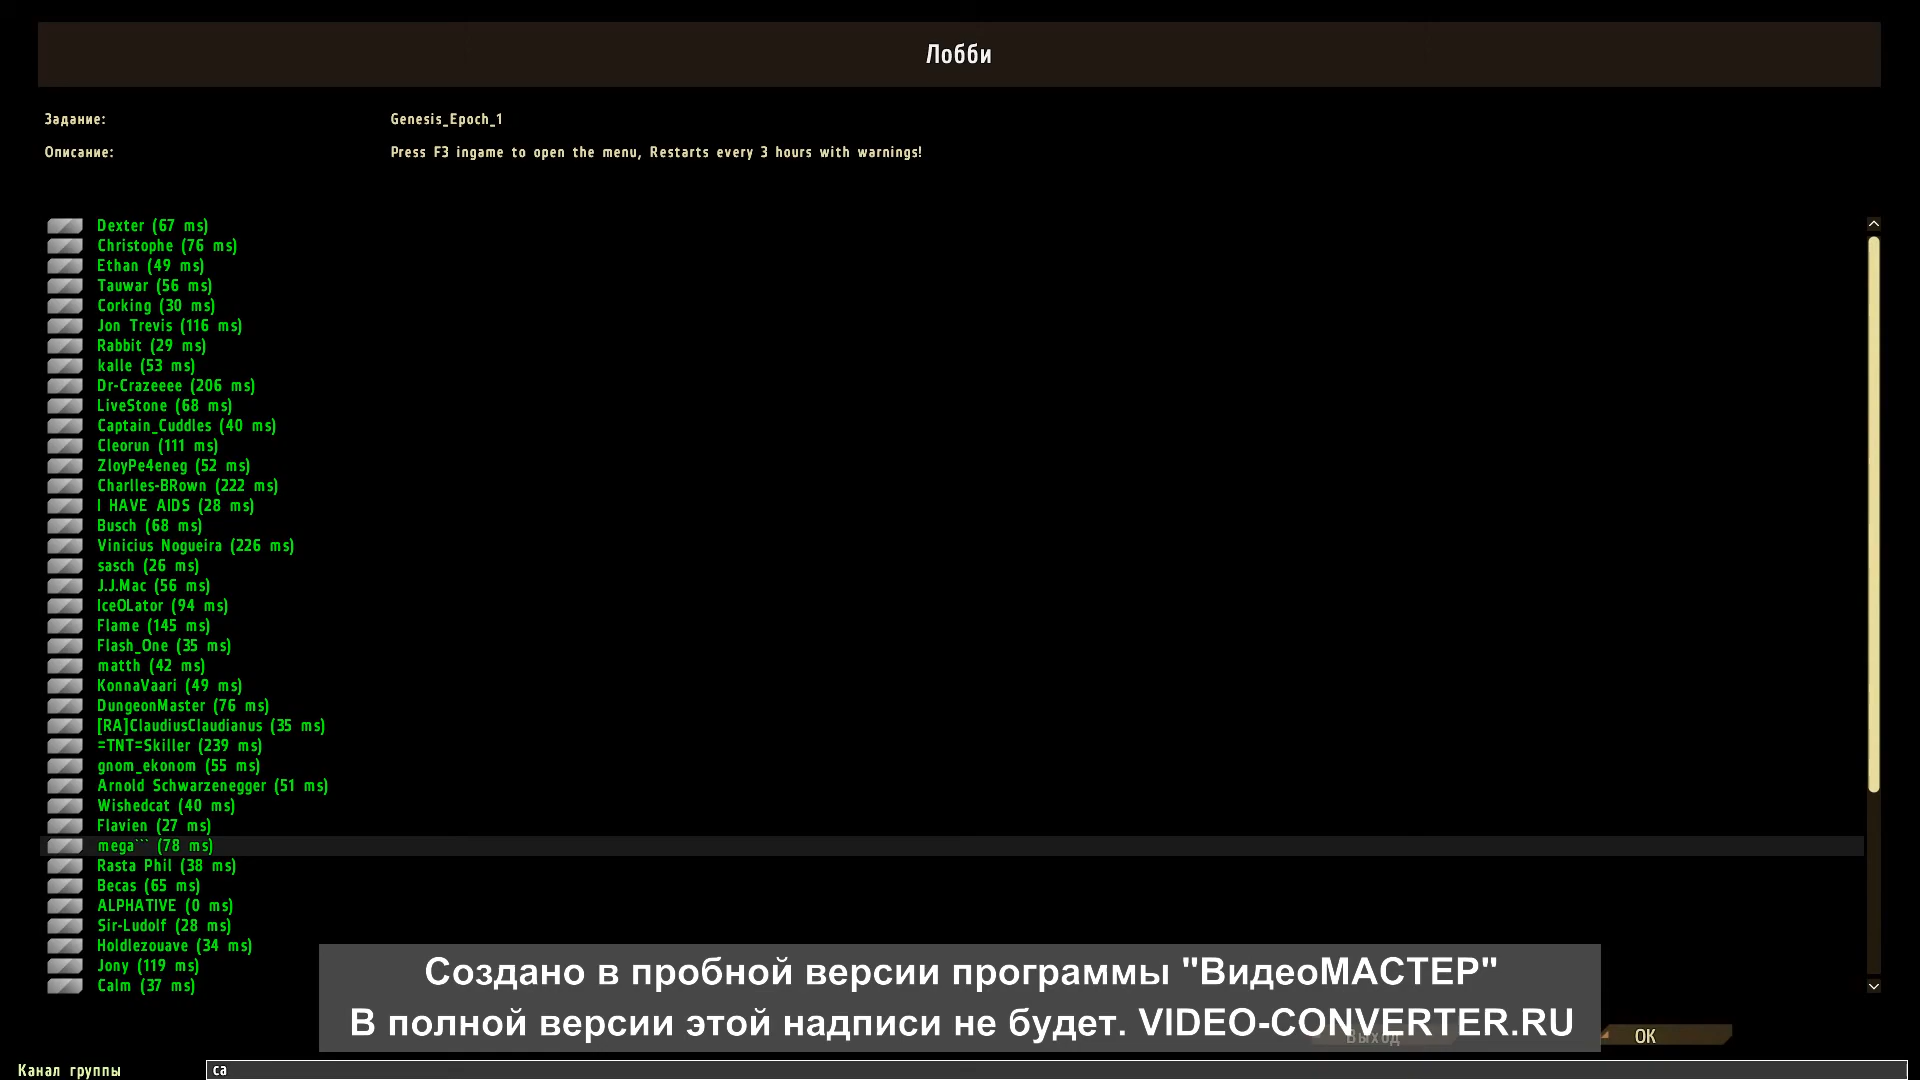 Лобби
Задание: Genesis_Epoch_1
Описание: Press F3 ingame to open the menu, Restarts every 3 hours with warnings!
Dexter (67 ms)
Christophe (76 ms)
Ethan (49 ms)
Tauwar (56 ms)
Corking (30 ms)
Jon Trevis (116 ms)
Rabbit (29 ms)
kalle (53 ms)
Dr-Crazeeee (206 ms)
LiveStone (68 ms)
Captain_Cuddles (40 ms)
Cleorun (111 ms)
ZloyPe4eneg (52 ms)
Charlles-BRown (222 ms)
I HAVE AIDS (28 ms)
Busch (68 ms)
Vinicius Nogueira (226 ms)
sasch (26 ms)
J.J.Mac (56 ms)
IceOLator (94 ms)
Flame (145 ms)
Flash_One (35 ms)
matth (42 ms)
KonnaVaari (49 ms)
DungeonMaster (76 ms)
[RA]ClaudiusClaudianus (35 ms)
=TNT=Skiller (239 ms)
gnom_ekonom (55 ms)
Arnold Schwarzenegger (51 ms)
Wishedcat (40 ms)
Flavien (27 ms)
mega``` (78 ms)
Rasta Phil (38 ms)
Becas (65 ms)
ALPHATIVE (0 ms)
Sir-Ludolf (28 ms)
Holdlezouave (34 ms)
Jony (119 ms)
Calm (37 ms)
Создано в пробной версии программы "ВидеоМАСТЕР"
В полной версии этой надписи не будет. VIDEO-CONVERTER.RU
Выход OK
Канал группы са